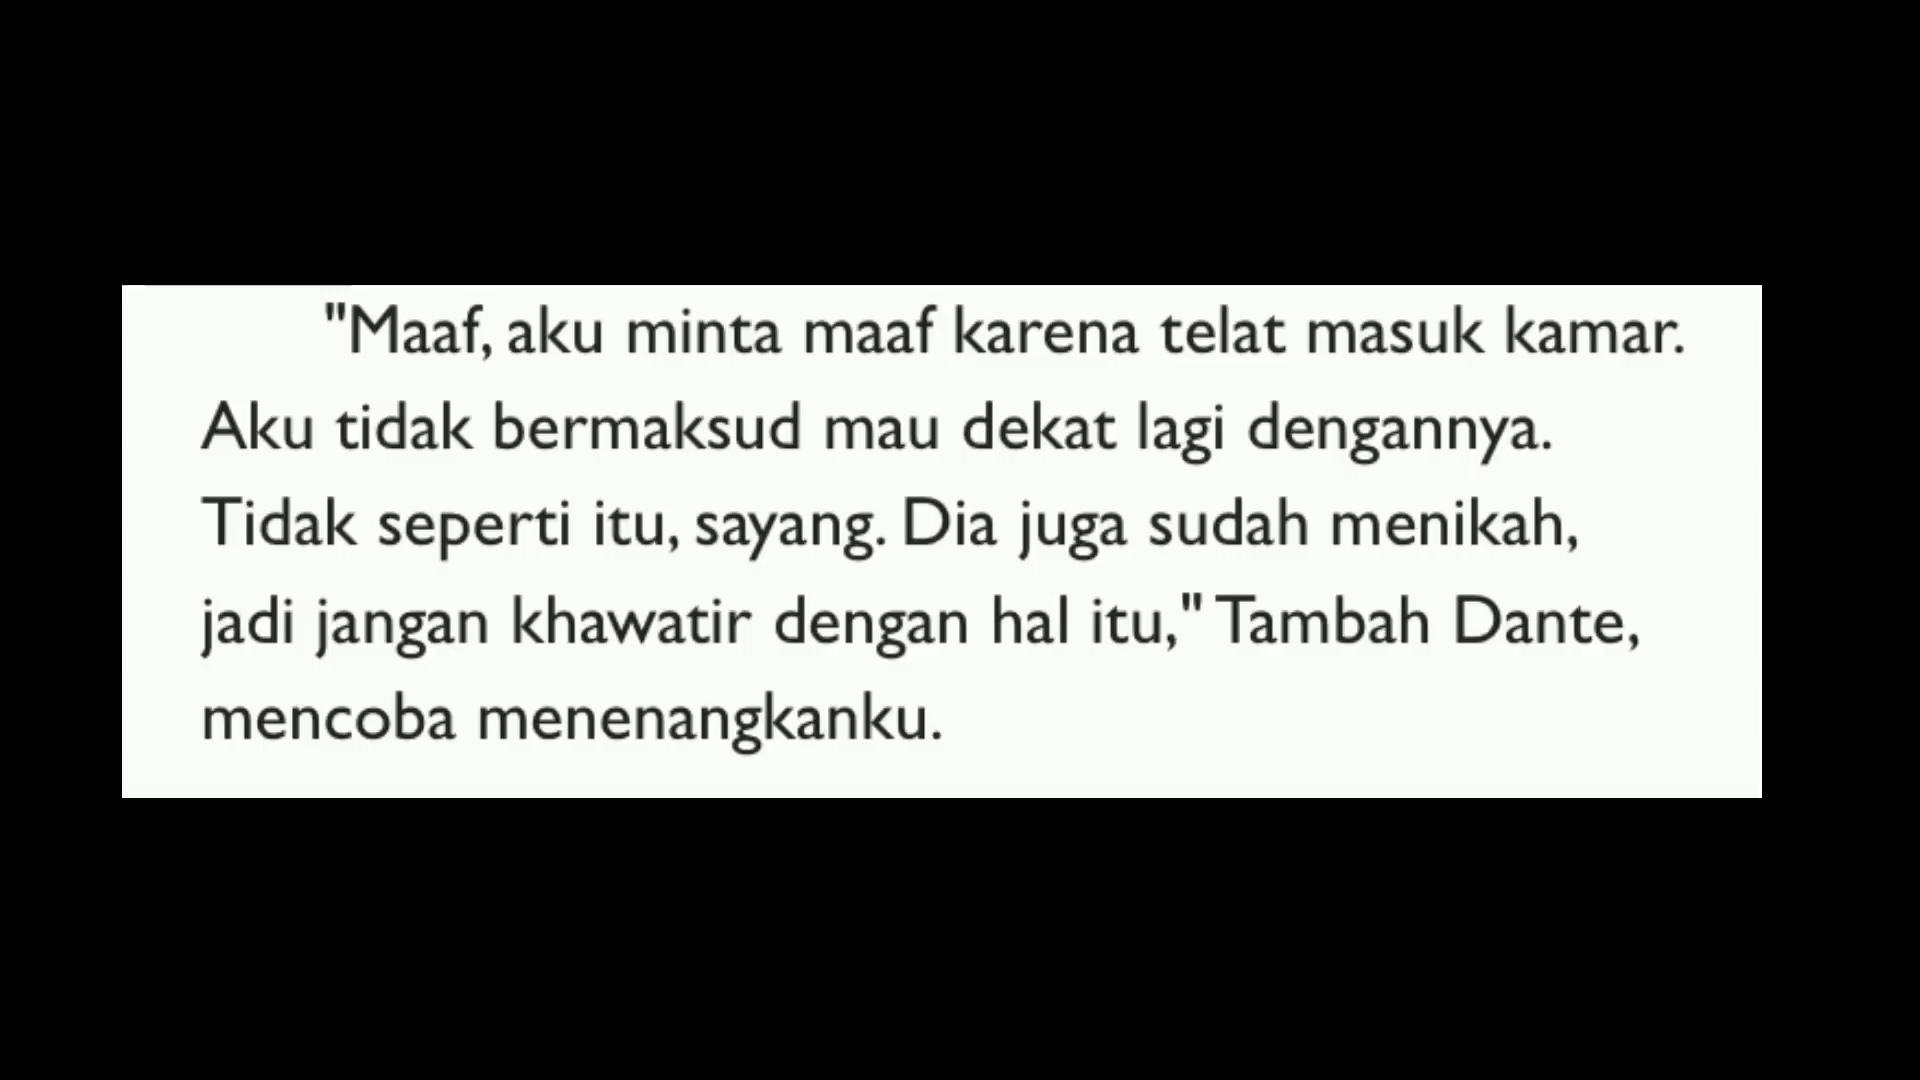 "Maaf, aku minta maaf karena telat masuk kamar.
Aku tidak bermaksud mau dekat lagi dengannya.
Tidak seperti itu, sayang. Dia juga sudah menikah,
jadi jangan khawatir dengan hal itu," Tambah Dante,
mencoba menenangkanku.